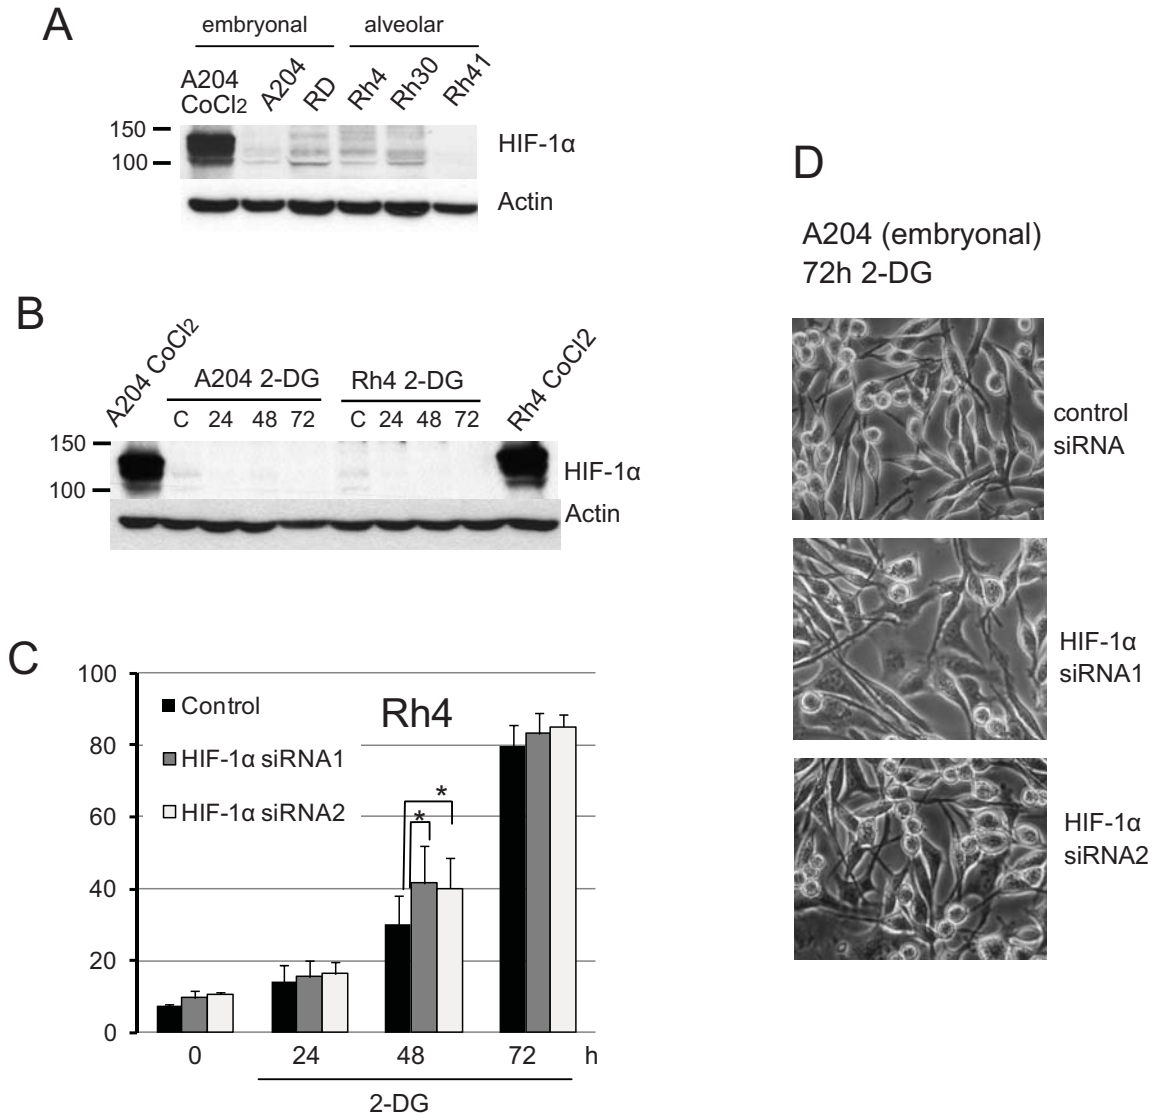 A
embryonal alveolar
A204 CoCl2 A204 RD Rh4 Rh30 Rh41
150
100
HIF-1α
Actin
B
A204 CoCl2 A204 2-DG Rh4 2-DG Rh4 CoCl2
C 24 48 72 C 24 48 72
150
100
HIF-1α
Actin
C
100
80
60
40
20
0
Control
HIF-1α siRNA1
HIF-1α siRNA2
Rh4
*
*
0 24 48 72 h
2-DG
D
A204 (embryonal)
72h 2-DG
control
siRNA
HIF-1α
siRNA1
HIF-1α
siRNA2